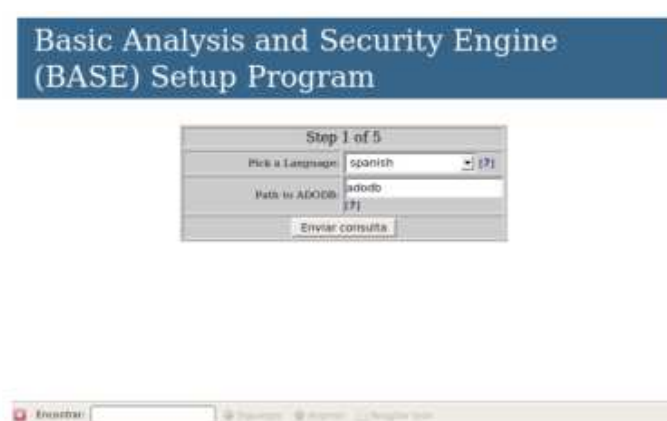 Basic Analysis and Security Engine
(BASE) Setup Program
Step 1 of 5
Pick a Language: spanish [?]
Path to ADODB: adodb
[?]
Enviar consulta
Encontrar: